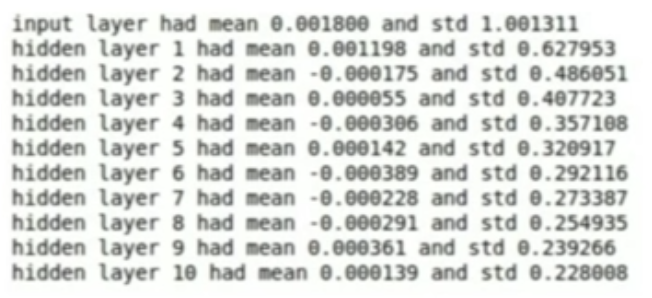 input layer had mean 0.001800 and std 1.001311
hidden layer 1 had mean 0.001198 and std 0.627953
hidden layer 2 had mean -0.000175 and std 0.486051
hidden layer 3 had mean 0.000055 and std 0.407723
hidden layer 4 had mean -0.000306 and std 0.357108
hidden layer 5 had mean 0.000142 and std 0.320917
hidden layer 6 had mean -0.000389 and std 0.292116
hidden layer 7 had mean -0.000228 and std 0.273387
hidden layer 8 had mean -0.000291 and std 0.254935
hidden layer 9 had mean 0.000361 and std 0.239266
hidden layer 10 had mean 0.000139 and std 0.228008